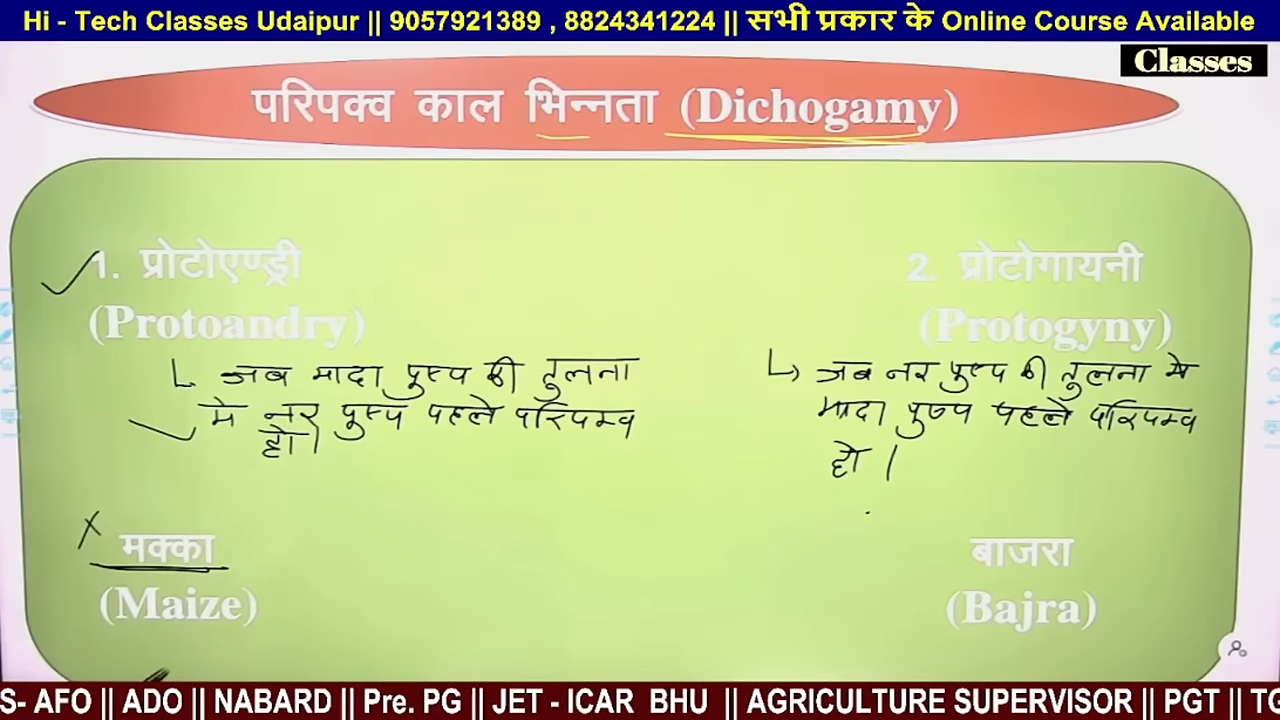 Hi - Tech Classes Udaipur || 9057921389 , 8824341224 || सभी प्रकार के Online Course Available
Classes
परिपक्व काल भिन्नता (Dichogamy)
1. प्रोटोएण्ड्री
(Protoandry)
जब मादा पुष्प की तुलना
मे नर पुष्प पहले परिपक्व
हो।
मक्का
(Maize)
2. प्रोटोगायनी
(Protogyny)
जब नर पुष्प की तुलना मे
मादा पुष्प पहले परिपक्व
हो।
बाजरा
(Bajra)
S- AFO || ADO || NABARD || Pre. PG || JET - ICAR BHU || AGRICULTURE SUPERVISOR || PGT || TG